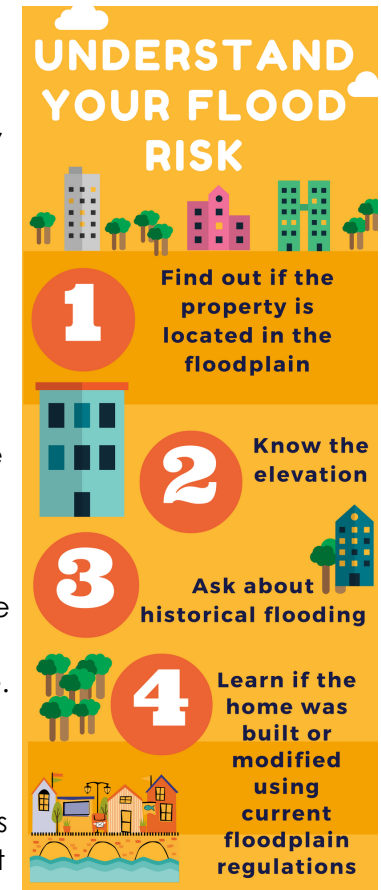 UNDERSTAND
YOUR FLOOD
RISK
1
Find out if the
property is
located in the
floodplain
2
Know the
elevation
3
Ask about
historical flooding
4
Learn if the
home was
built or
modified
using
current
floodplain
regulations